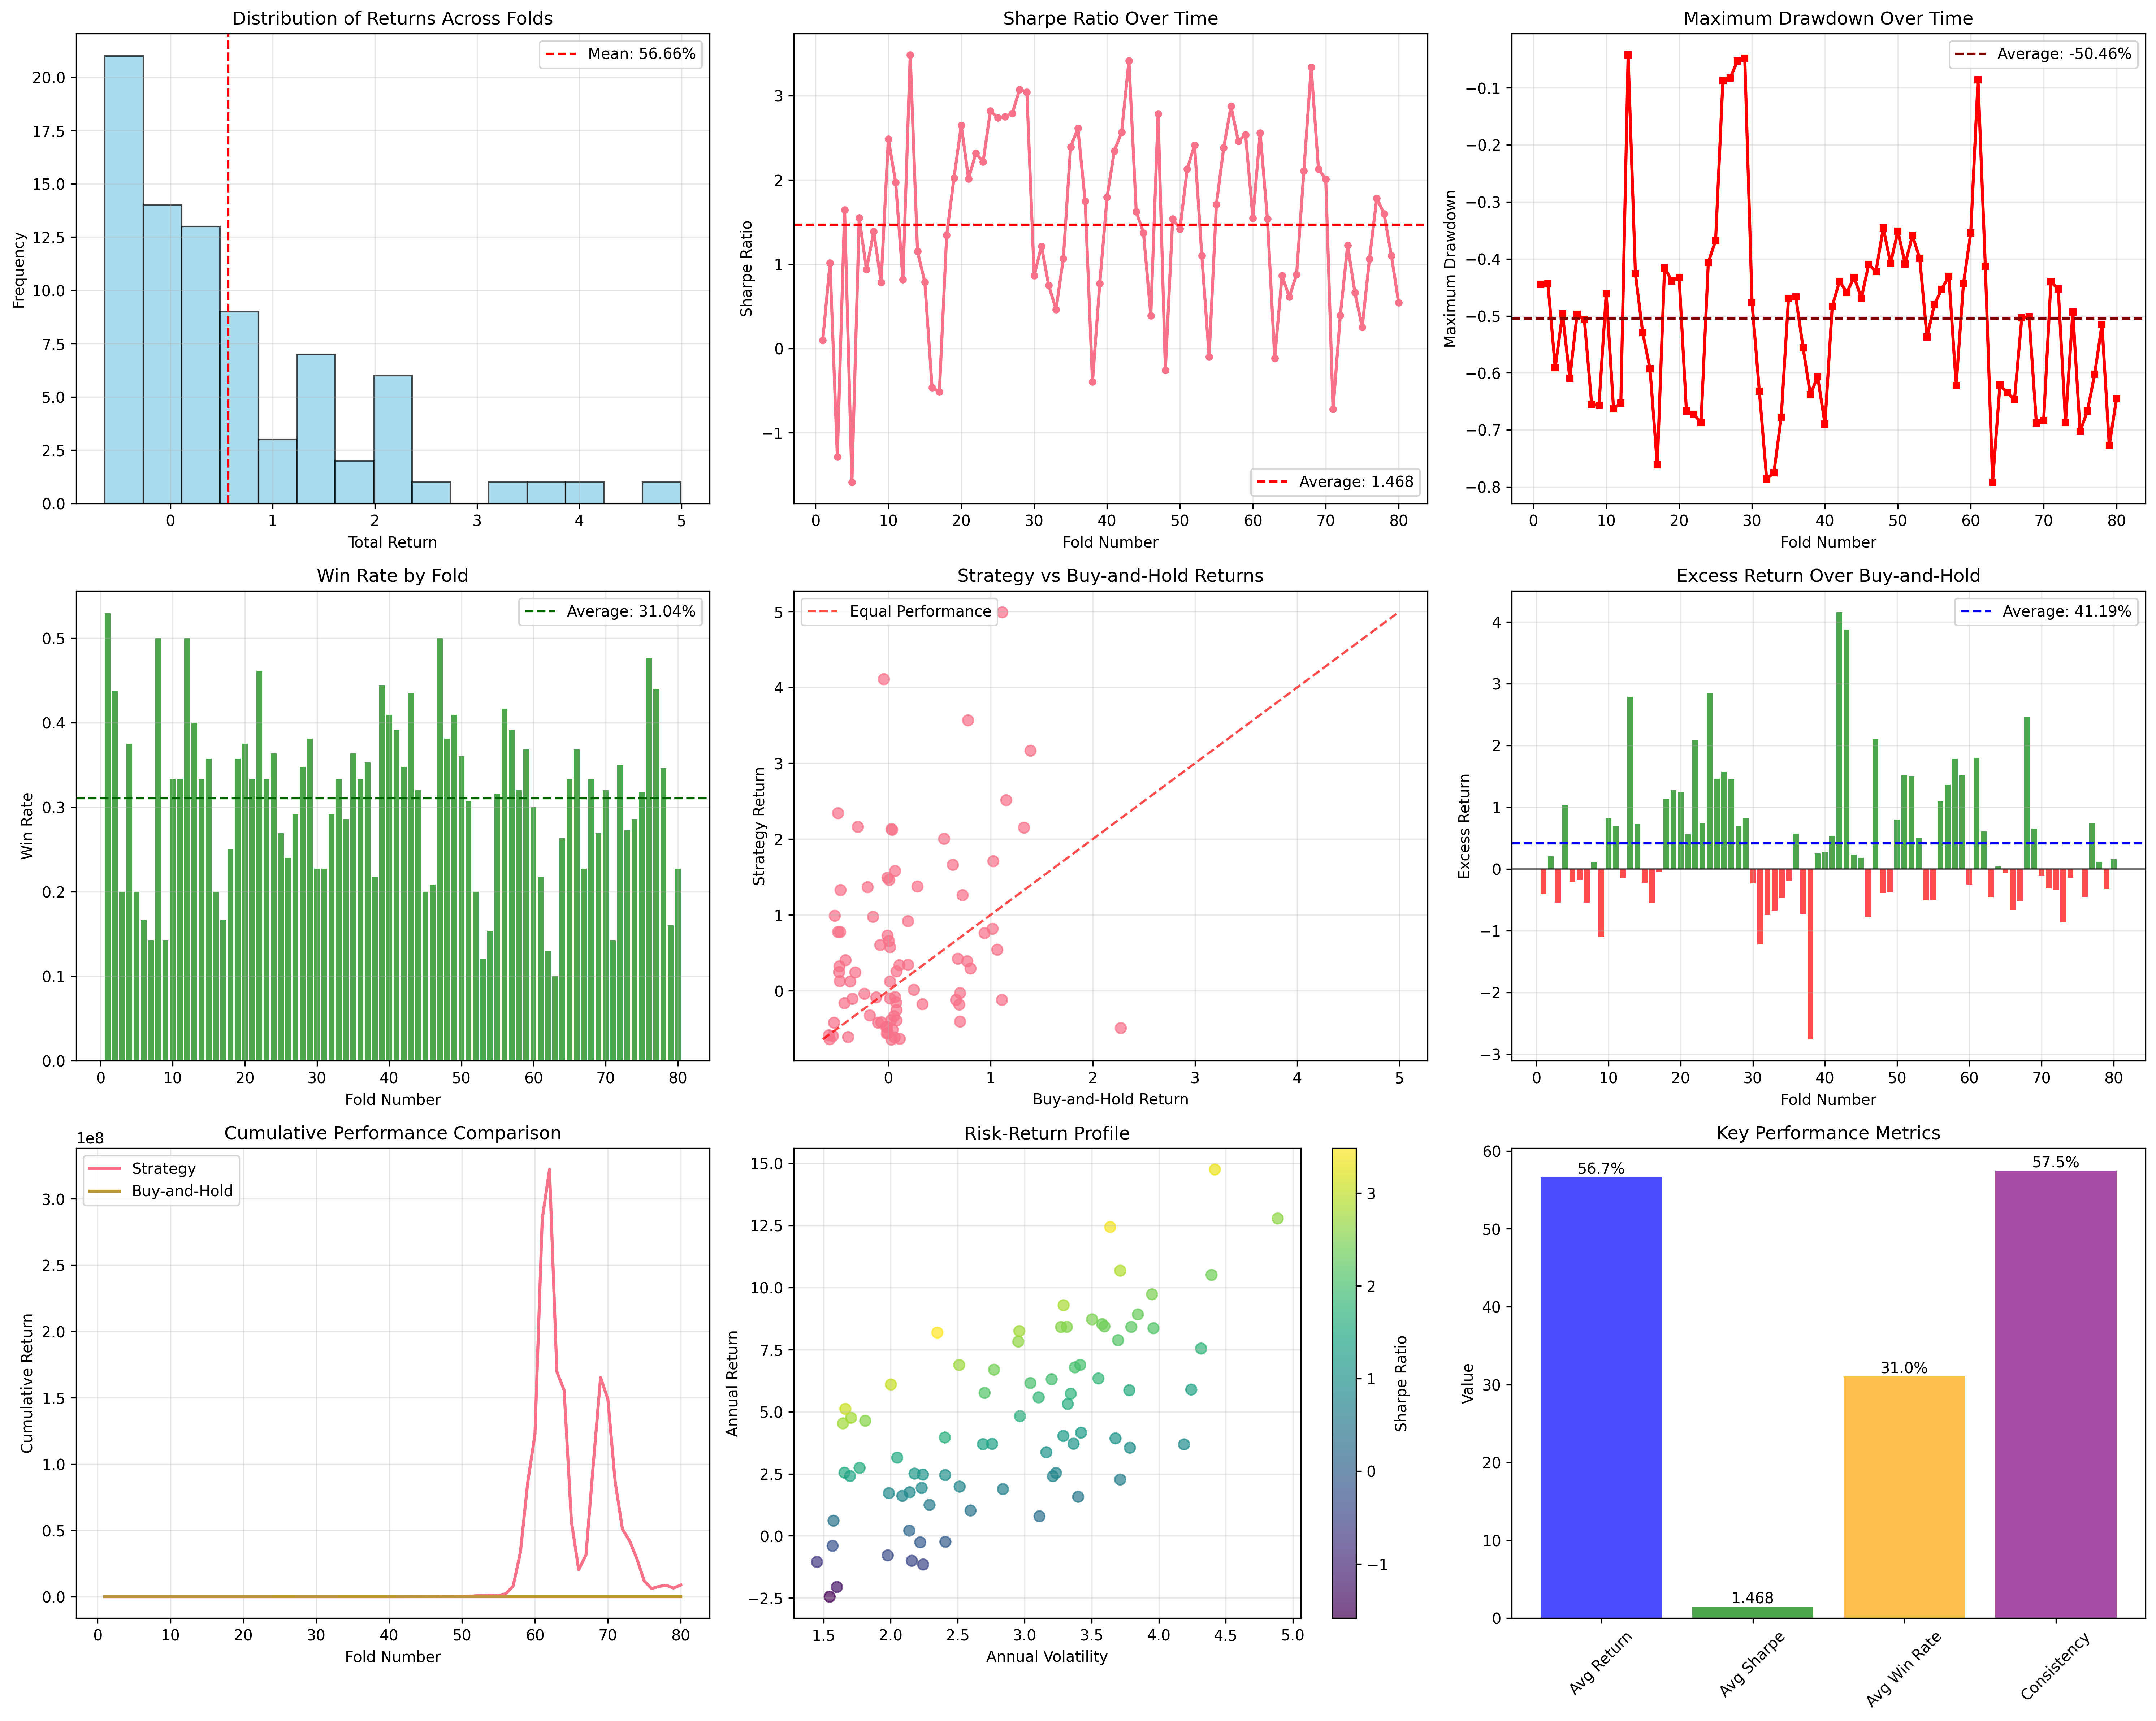 Distribution of Returns Across Folds
Mean: 56.66%
20.0
17.5
15.0
12.5
10.0
7.5
5.0
2.5
0.0
Frequency
0 1 2 3 4 5
Total Return
Sharpe Ratio Over Time
3
2
1
0
−1
Sharpe Ratio
Average: 1.468
0 10 20 30 40 50 60 70 80
Fold Number
Maximum Drawdown Over Time
Average: -50.46%
−0.1
−0.2
−0.3
−0.4
−0.5
−0.6
−0.7
−0.8
Maximum Drawdown
0 10 20 30 40 50 60 70 80
Fold Number
Win Rate by Fold
Average: 31.04%
0.5
0.4
0.3
0.2
0.1
0.0
Win Rate
0 10 20 30 40 50 60 70 80
Fold Number
Strategy vs Buy-and-Hold Returns
Equal Performance
5
4
3
2
1
0
Strategy Return
0 1 2 3 4 5
Buy-and-Hold Return
Excess Return Over Buy-and-Hold
Average: 41.19%
4
3
2
1
0
−1
−2
−3
Excess Return
0 10 20 30 40 50 60 70 80
Fold Number
Cumulative Performance Comparison
1e8
Strategy
Buy-and-Hold
3.0
2.5
2.0
1.5
1.0
0.5
0.0
Cumulative Return
0 10 20 30 40 50 60 70 80
Fold Number
Risk-Return Profile
15.0
12.5
10.0
7.5
5.0
2.5
0.0
−2.5
Annual Return
1.5 2.0 2.5 3.0 3.5 4.0 4.5 5.0
Annual Volatility
3
2
1
0
−1
Sharpe Ratio
Key Performance Metrics
60
50
40
30
20
10
0
Value
56.7%
1.468
31.0%
57.5%
Avg Return
Avg Sharpe
Avg Win Rate
Consistency